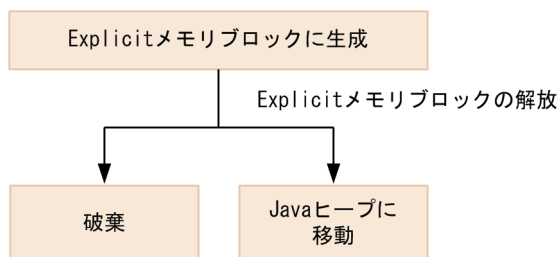 Explicitメモリブロックに生成
Explicitメモリブロックの解放
破棄
Javaヒープに
移動